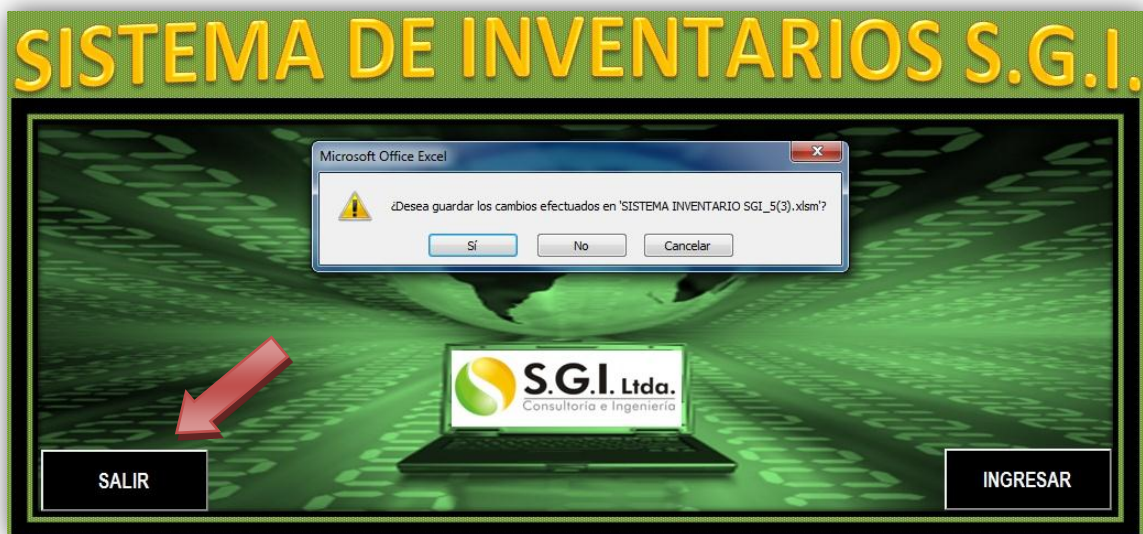 SISTEMA DE INVENTARIOS S.G.I.
Microsoft Office Excel
¿Desea guardar los cambios efectuados en 'SISTEMA INVENTARIO SGI_5(3).xlsm'?
Sí No Cancelar
S.G.I. Ltda.
Consultoría e Ingeniería
SALIR INGRESAR